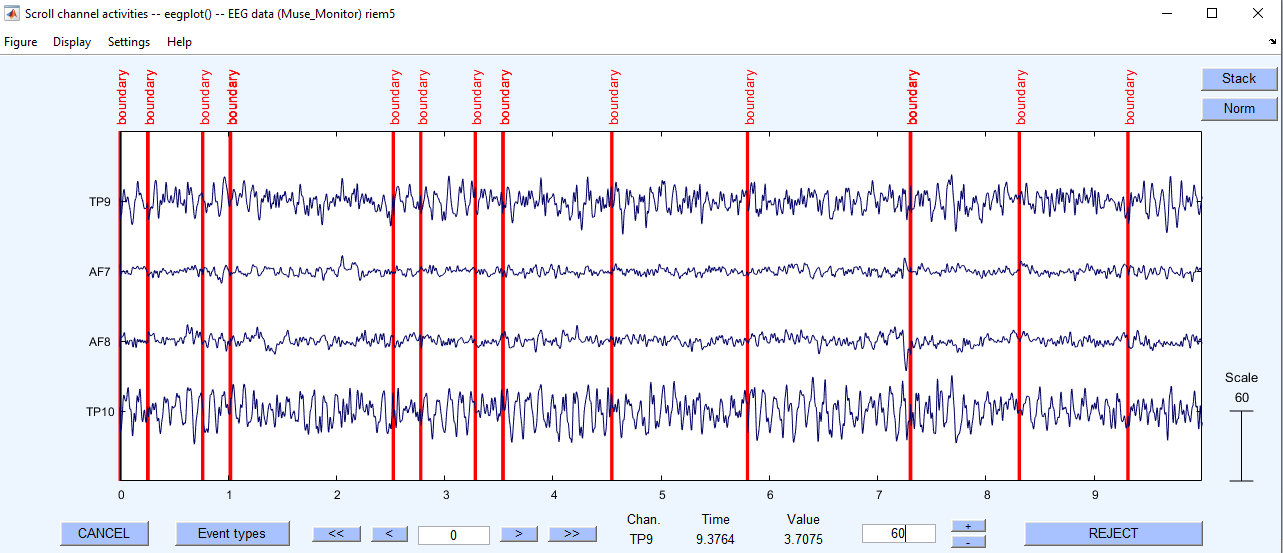 Scroll channel activities -- eegplot() -- EEG data (Muse_Monitor) riem5
Figure Display Settings Help
boundary boundary boundary boundary boundary boundary boundary boundary boundary boundary boundary boundary boundary
Stack
Norm
TP9
AF7
AF8
TP10
Scale
60
0 1 2 3 4 5 6 7 8 9
CANCEL Event types << < 0 > >> Chan. Time Value 60 + - REJECT
TP9 9.3764 3.7075